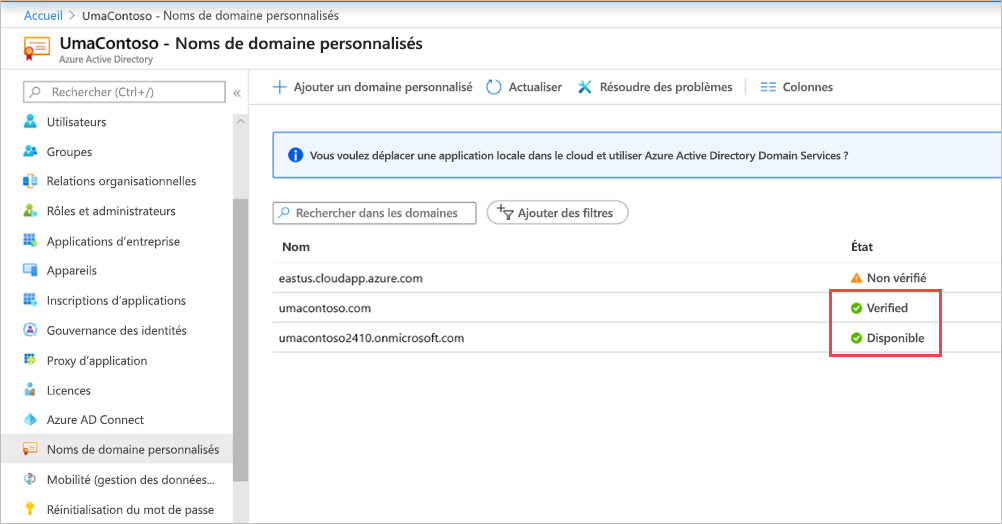 Accueil > UmaContoso - Noms de domaine personnalisés
UmaContoso - Noms de domaine personnalisés
Azure Active Directory
Rechercher (Ctrl+/)
«
Utilisateurs
Groupes
Relations organisationnelles
Rôles et administrateurs
Applications d’entreprise
Appareils
Inscriptions d’applications
Gouvernance des identités
Proxy d’application
Licences
Azure AD Connect
Noms de domaine personnalisés
Mobilité (gestion des données...
Réinitialisation du mot de passe
Ajouter un domaine personnalisé Actualiser Résoudre des problèmes Colonnes
Vous voulez déplacer une application locale dans le cloud et utiliser Azure Active Directory Domain Services ?
Rechercher dans les domaines Ajouter des filtres
Nom État
eastus.cloudapp.azure.com Non vérifié
umacontoso.com Verified
umacontoso2410.onmicrosoft.com Disponible